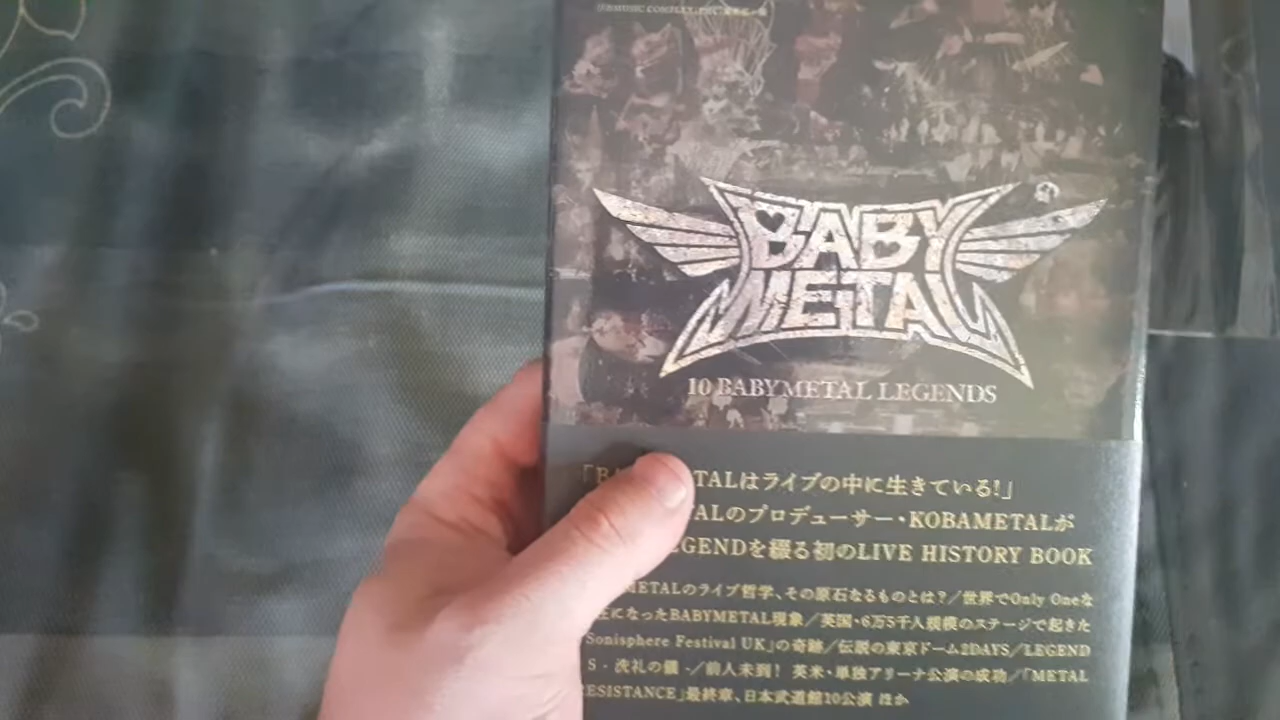 BABY
METAL
10 BABYMETAL LEGENDS
TALはライブの中に生きている!」
ALのプロデューサー・KOBAMETALが
EGENDを綴る初のLIVE HISTORY BOOK
METALのライブ哲学、その原石なるものとは?/世界でOnly Oneな
になったBABYMETAL現象/英国・6万5千人規模のステージで起きた
Sonisphere Festival UK」の奇跡/伝説の東京ドーム2DAYS/LEGEND
S - 洗礼の儀 -/前人未到! 英米・単独アリーナ公演の成功/「METAL
RESISTANCE」最終章、日本武道館10公演 ほか